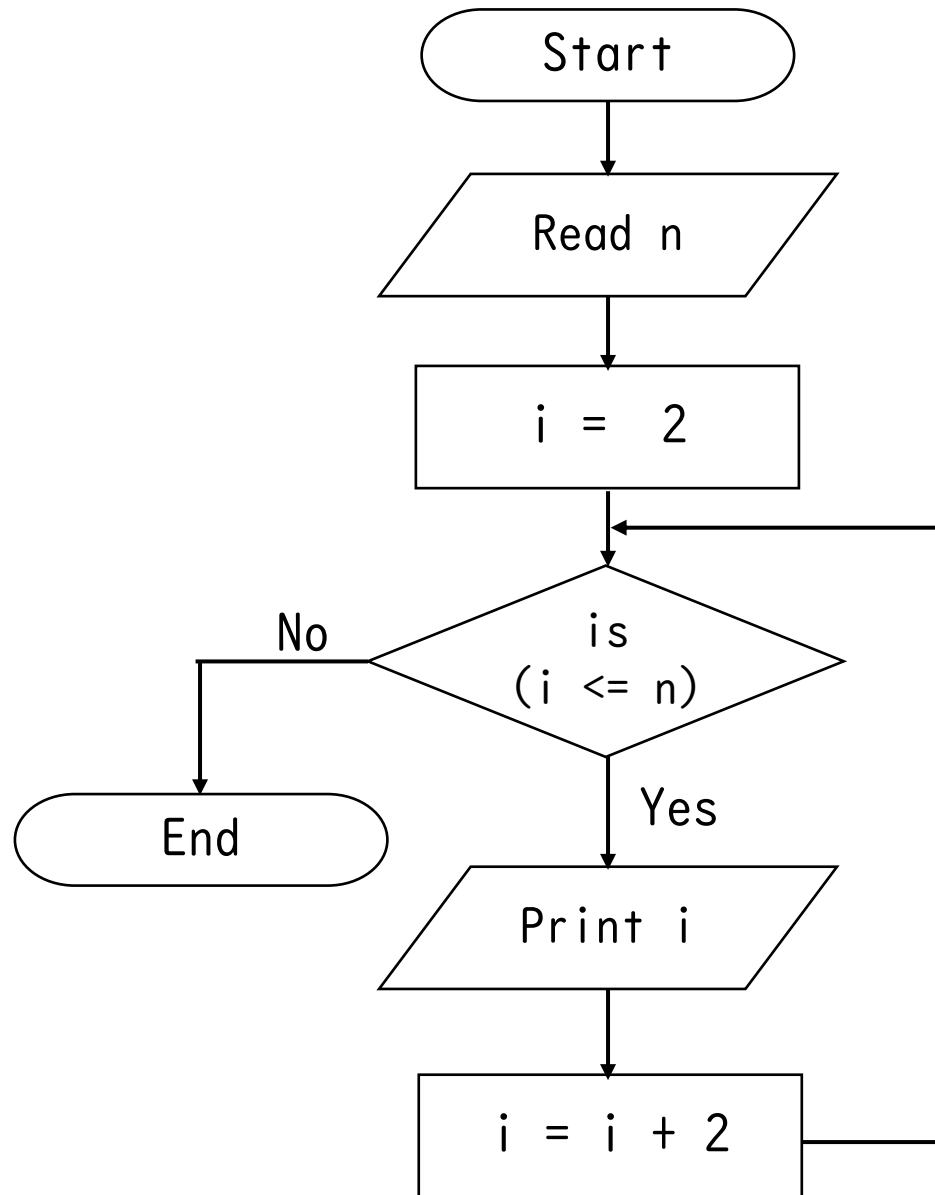 Start
Read n
i = 2
is
(i <= n)
No
Yes
End
Print i
i = i + 2